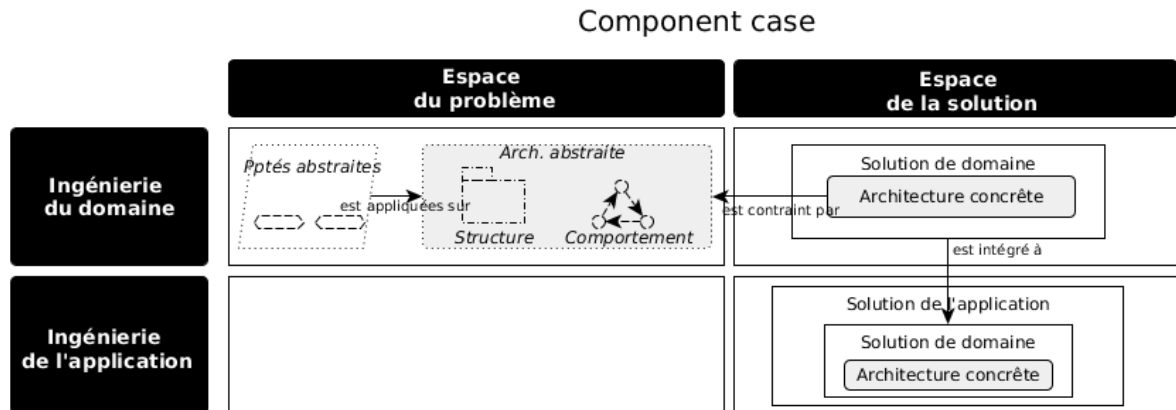 Component case
Espace
du problème
Espace
de la solution
Ingénierie
du domaine
Pptés abstraites
est appliquées sur
Arch. abstraite
Structure
Comportement
est contraint par
Solution de domaine
Architecture concrête
est intégré à
Ingénierie
de l'application
Solution de l'application
Solution de domaine
Architecture concrête